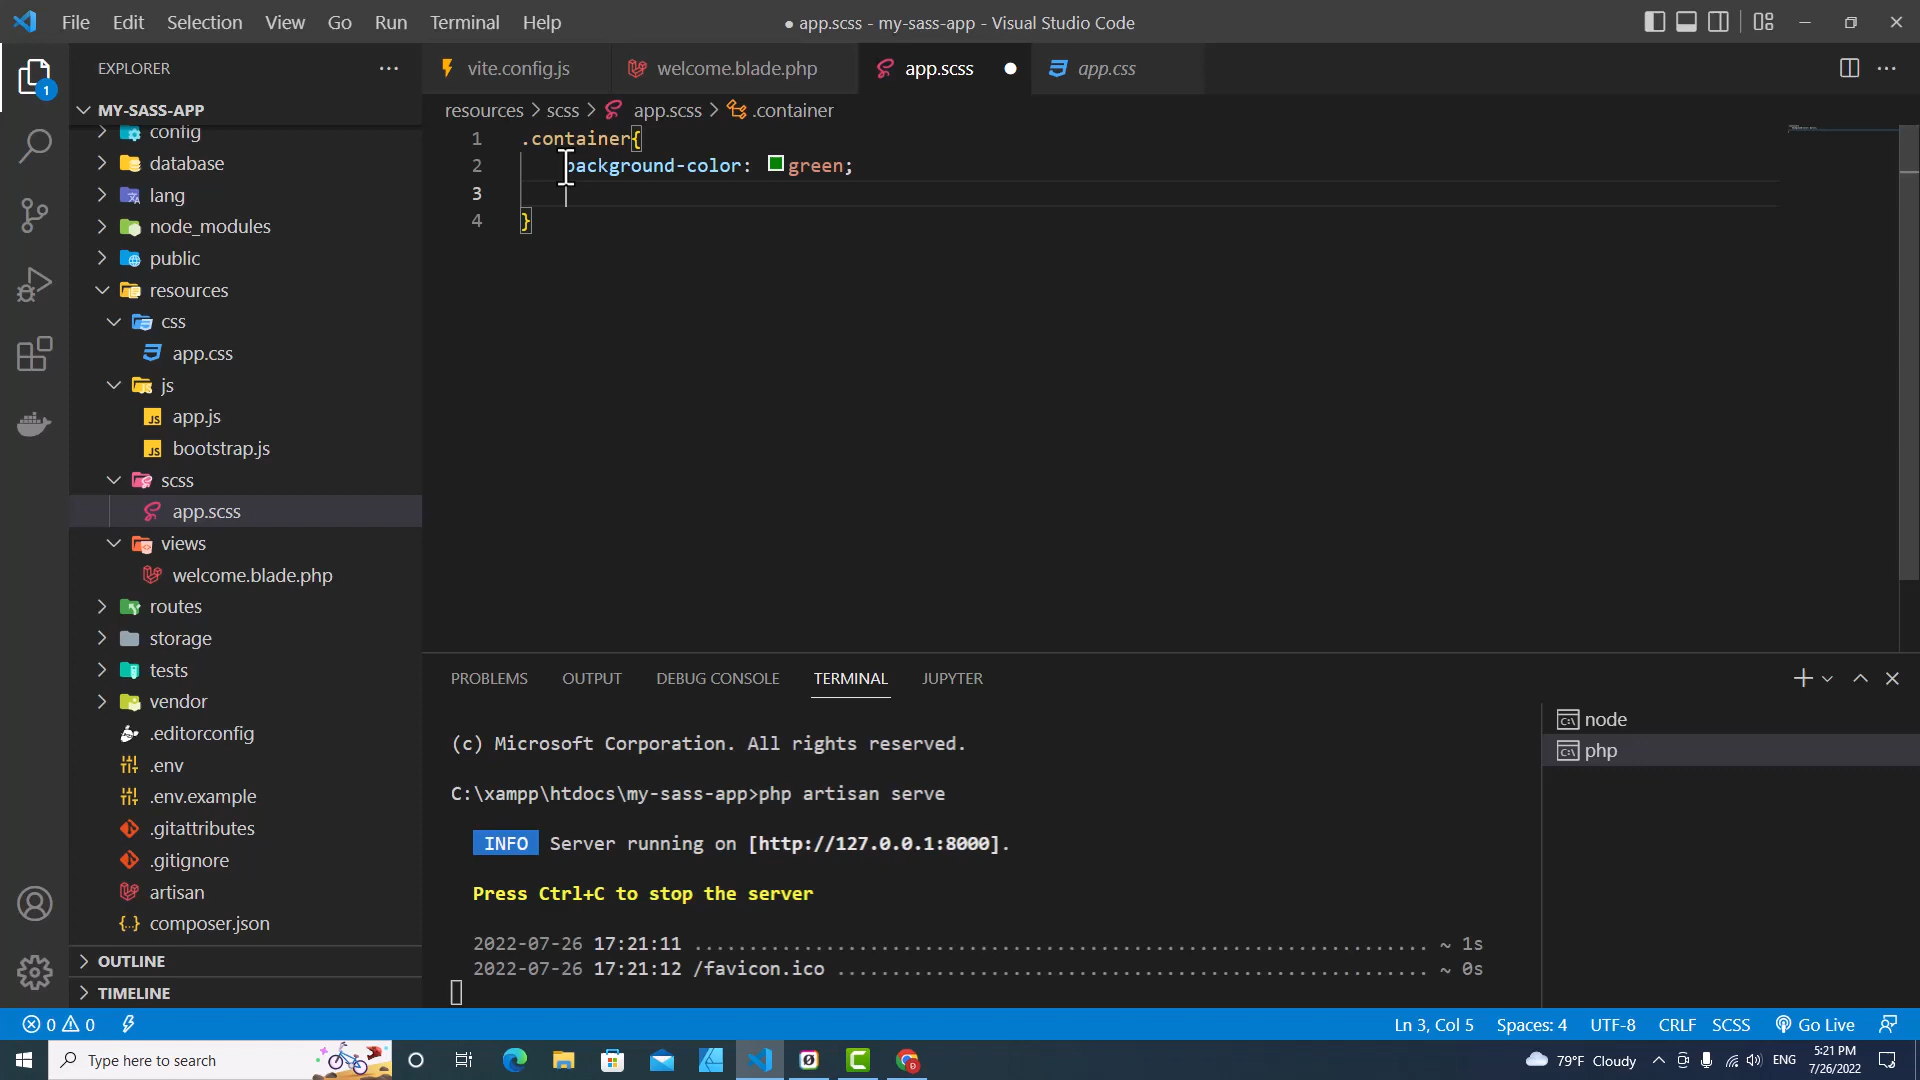 File Edit Selection View Go Run Terminal Help
● app.scss - my-sass-app - Visual Studio Code
EXPLORER
1
MY-SASS-APP
config
database
lang
node_modules
public
resources
css
app.css
js
app.js
bootstrap.js
scss
app.scss
views
welcome.blade.php
routes
storage
tests
vendor
.editorconfig
.env
.env.example
.gitattributes
.gitignore
artisan
composer.json
OUTLINE
TIMELINE
vite.config.js welcome.blade.php app.scss app.css
resources > scss > app.scss > .container
1 .container{
2 background-color: green;
3
4 }
PROBLEMS OUTPUT DEBUG CONSOLE TERMINAL JUPYTER
(c) Microsoft Corporation. All rights reserved.
C:\xampp\htdocs\my-sass-app>php artisan serve
INFO Server running on [http://127.0.0.1:8000].
Press Ctrl+C to stop the server
2022-07-26 17:21:11 ................................................................... ~ 1s
2022-07-26 17:21:12 /favicon.ico ...................................................... ~ 0s
node
php
0 0 Ln 3, Col 5 Spaces: 4 UTF-8 CRLF SCSS Go Live
Type here to search
79°F Cloudy ENG
5:21 PM
7/26/2022